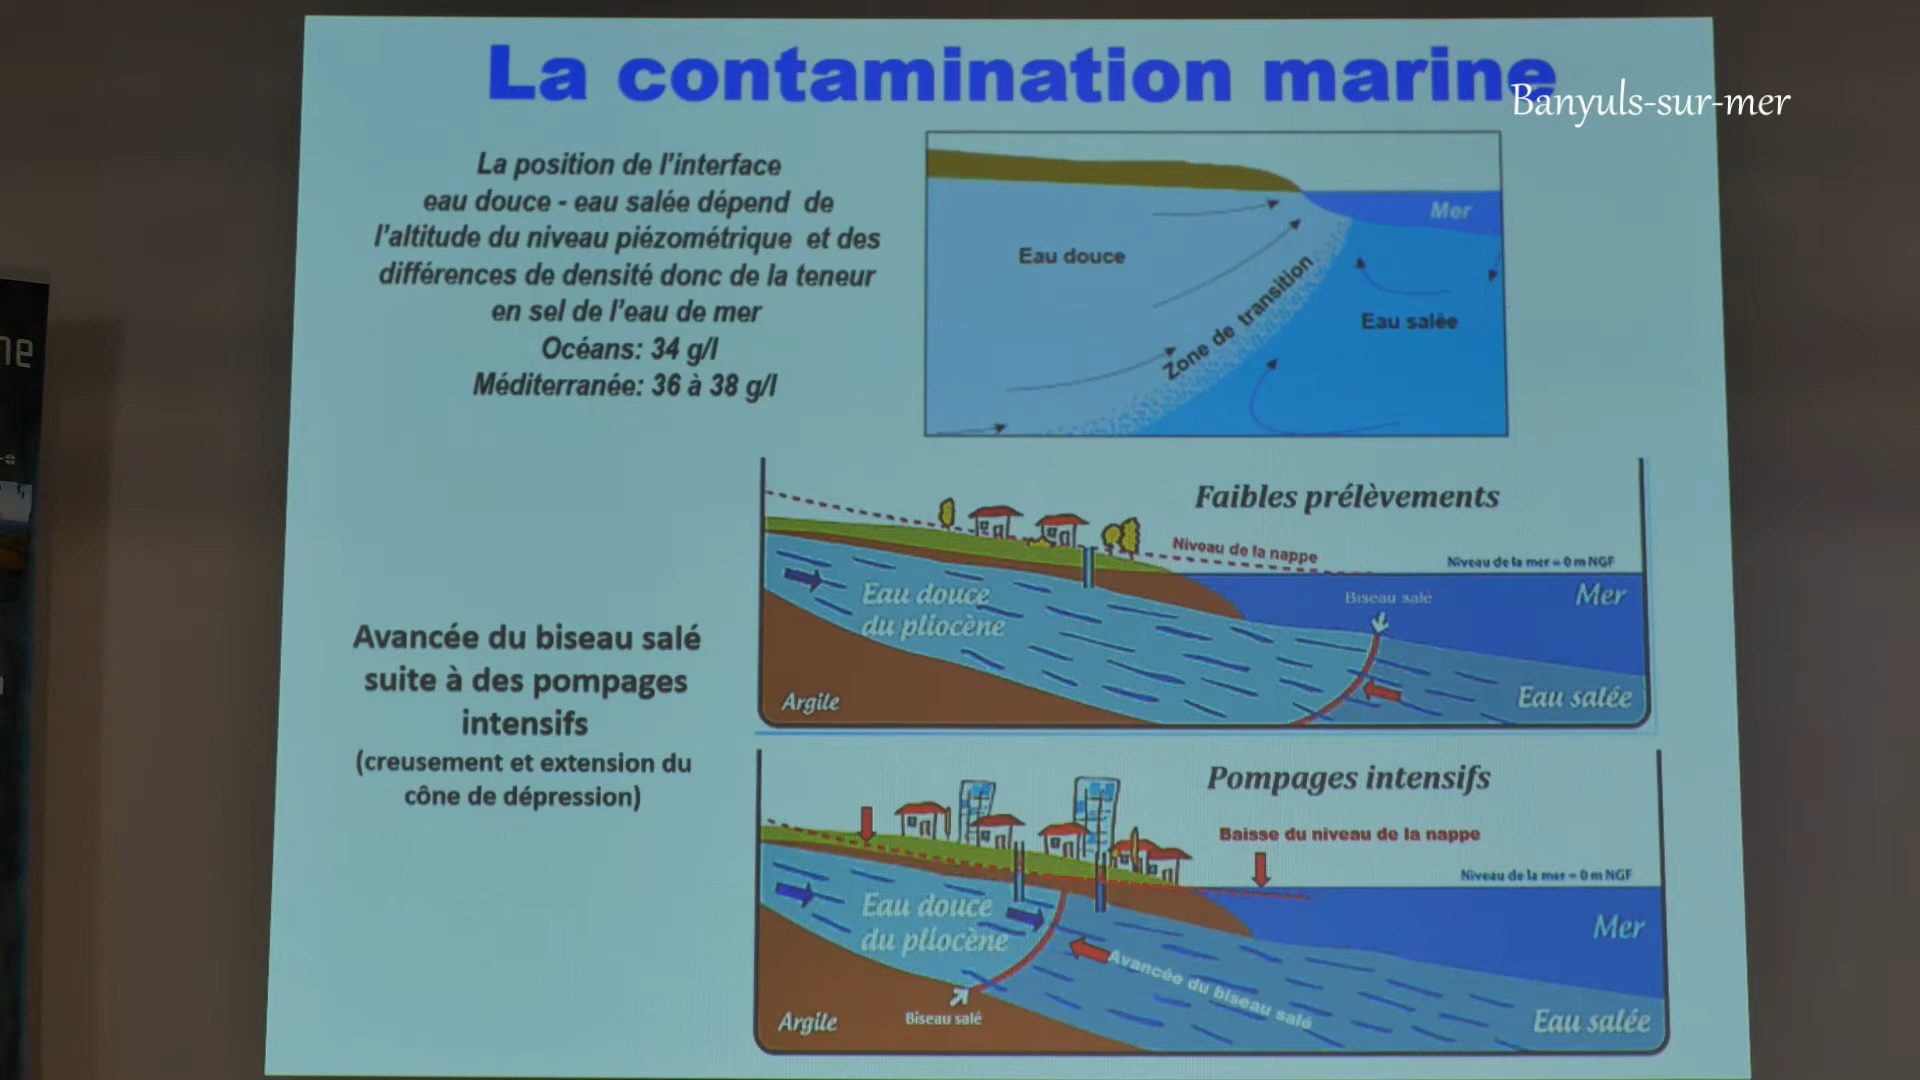 La contamination marine
Banyuls-sur-mer
La position de l'interface
eau douce - eau salée dépend de
l'altitude du niveau piézométrique et des
différences de densité donc de la teneur
en sel de l'eau de mer
Océans: 34 g/l
Méditerranée: 36 à 38 g/l
Mer
Eau douce
Zone de transition
Eau salée
Faibles prélèvements
Niveau de la nappe
Niveau de la mer = 0 m NGF
Biseau salé
Mer
Eau douce
du pliocène
Argile
Eau salée
Avancée du biseau salé
suite à des pompages
intensifs
(creusement et extension du
cône de dépression)
Pompages intensifs
Baisse du niveau de la nappe
Niveau de la mer = 0 m NGF
Eau douce
du pliocène
Mer
Avancée du biseau salé
Argile
Biseau salé
Eau salée
ne